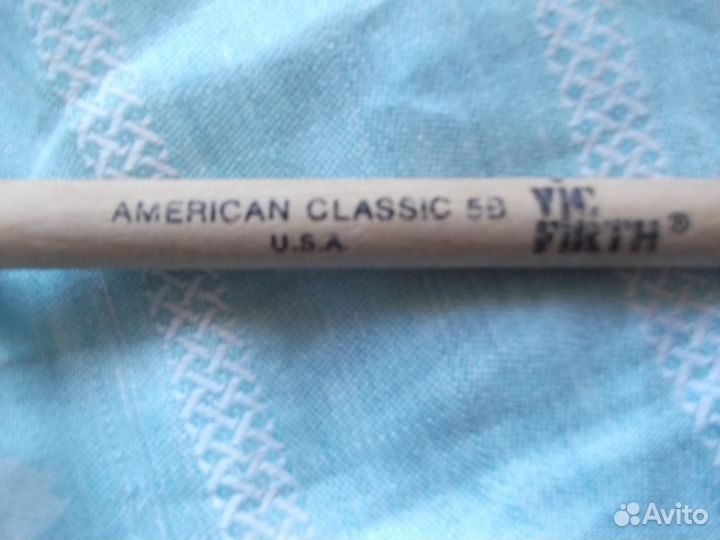 AMERICAN CLASSIC 5B
U.S.A.
VIC
FIRTH®
Avito